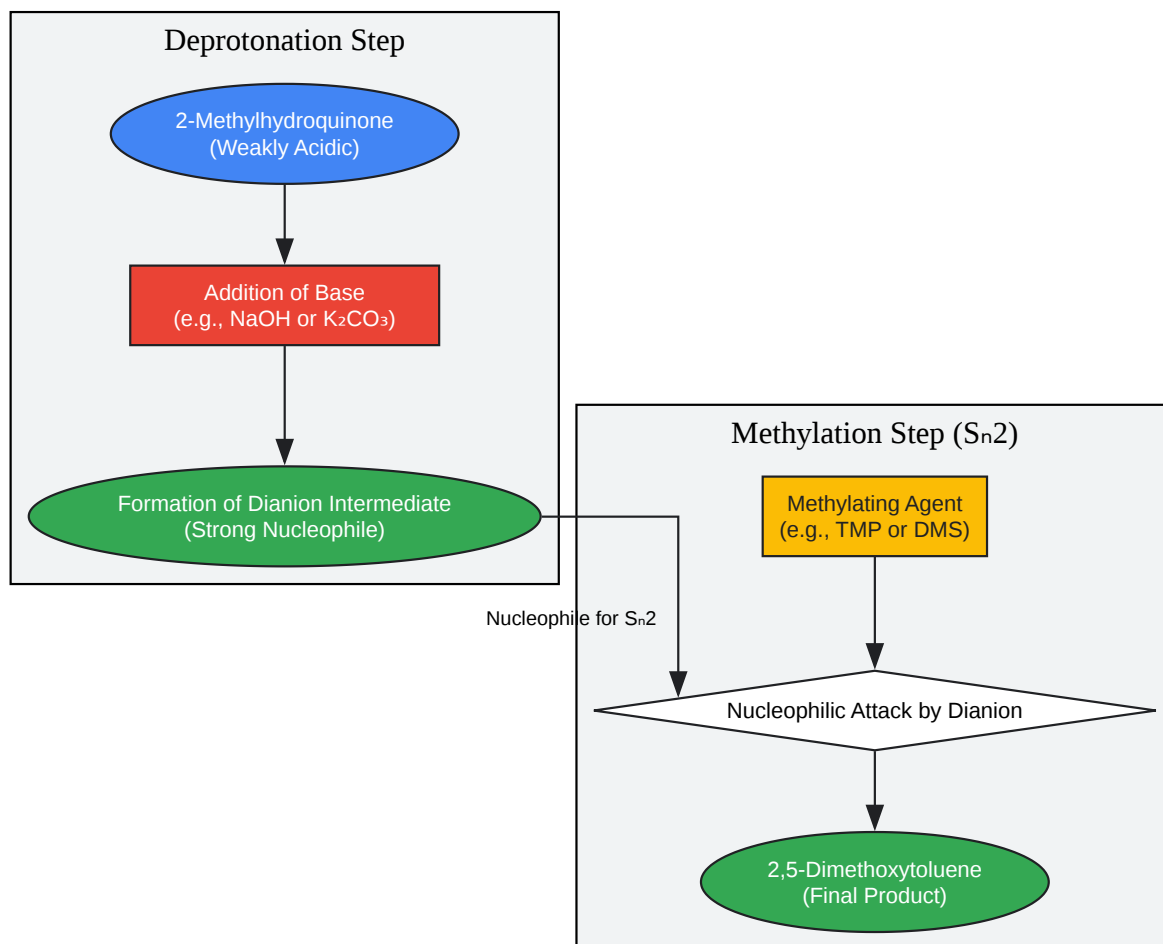 Deprotonation Step
2-Methylhydroquinone
(Weakly Acidic)
Addition of Base
(e.g., NaOH or K₂CO₃)
Formation of Dianion Intermediate
(Strong Nucleophile)
Nucleophile for Sₙ2
Methylation Step (Sₙ2)
Methylating Agent
(e.g., TMP or DMS)
Nucleophilic Attack by Dianion
2,5-Dimethoxytoluene
(Final Product)